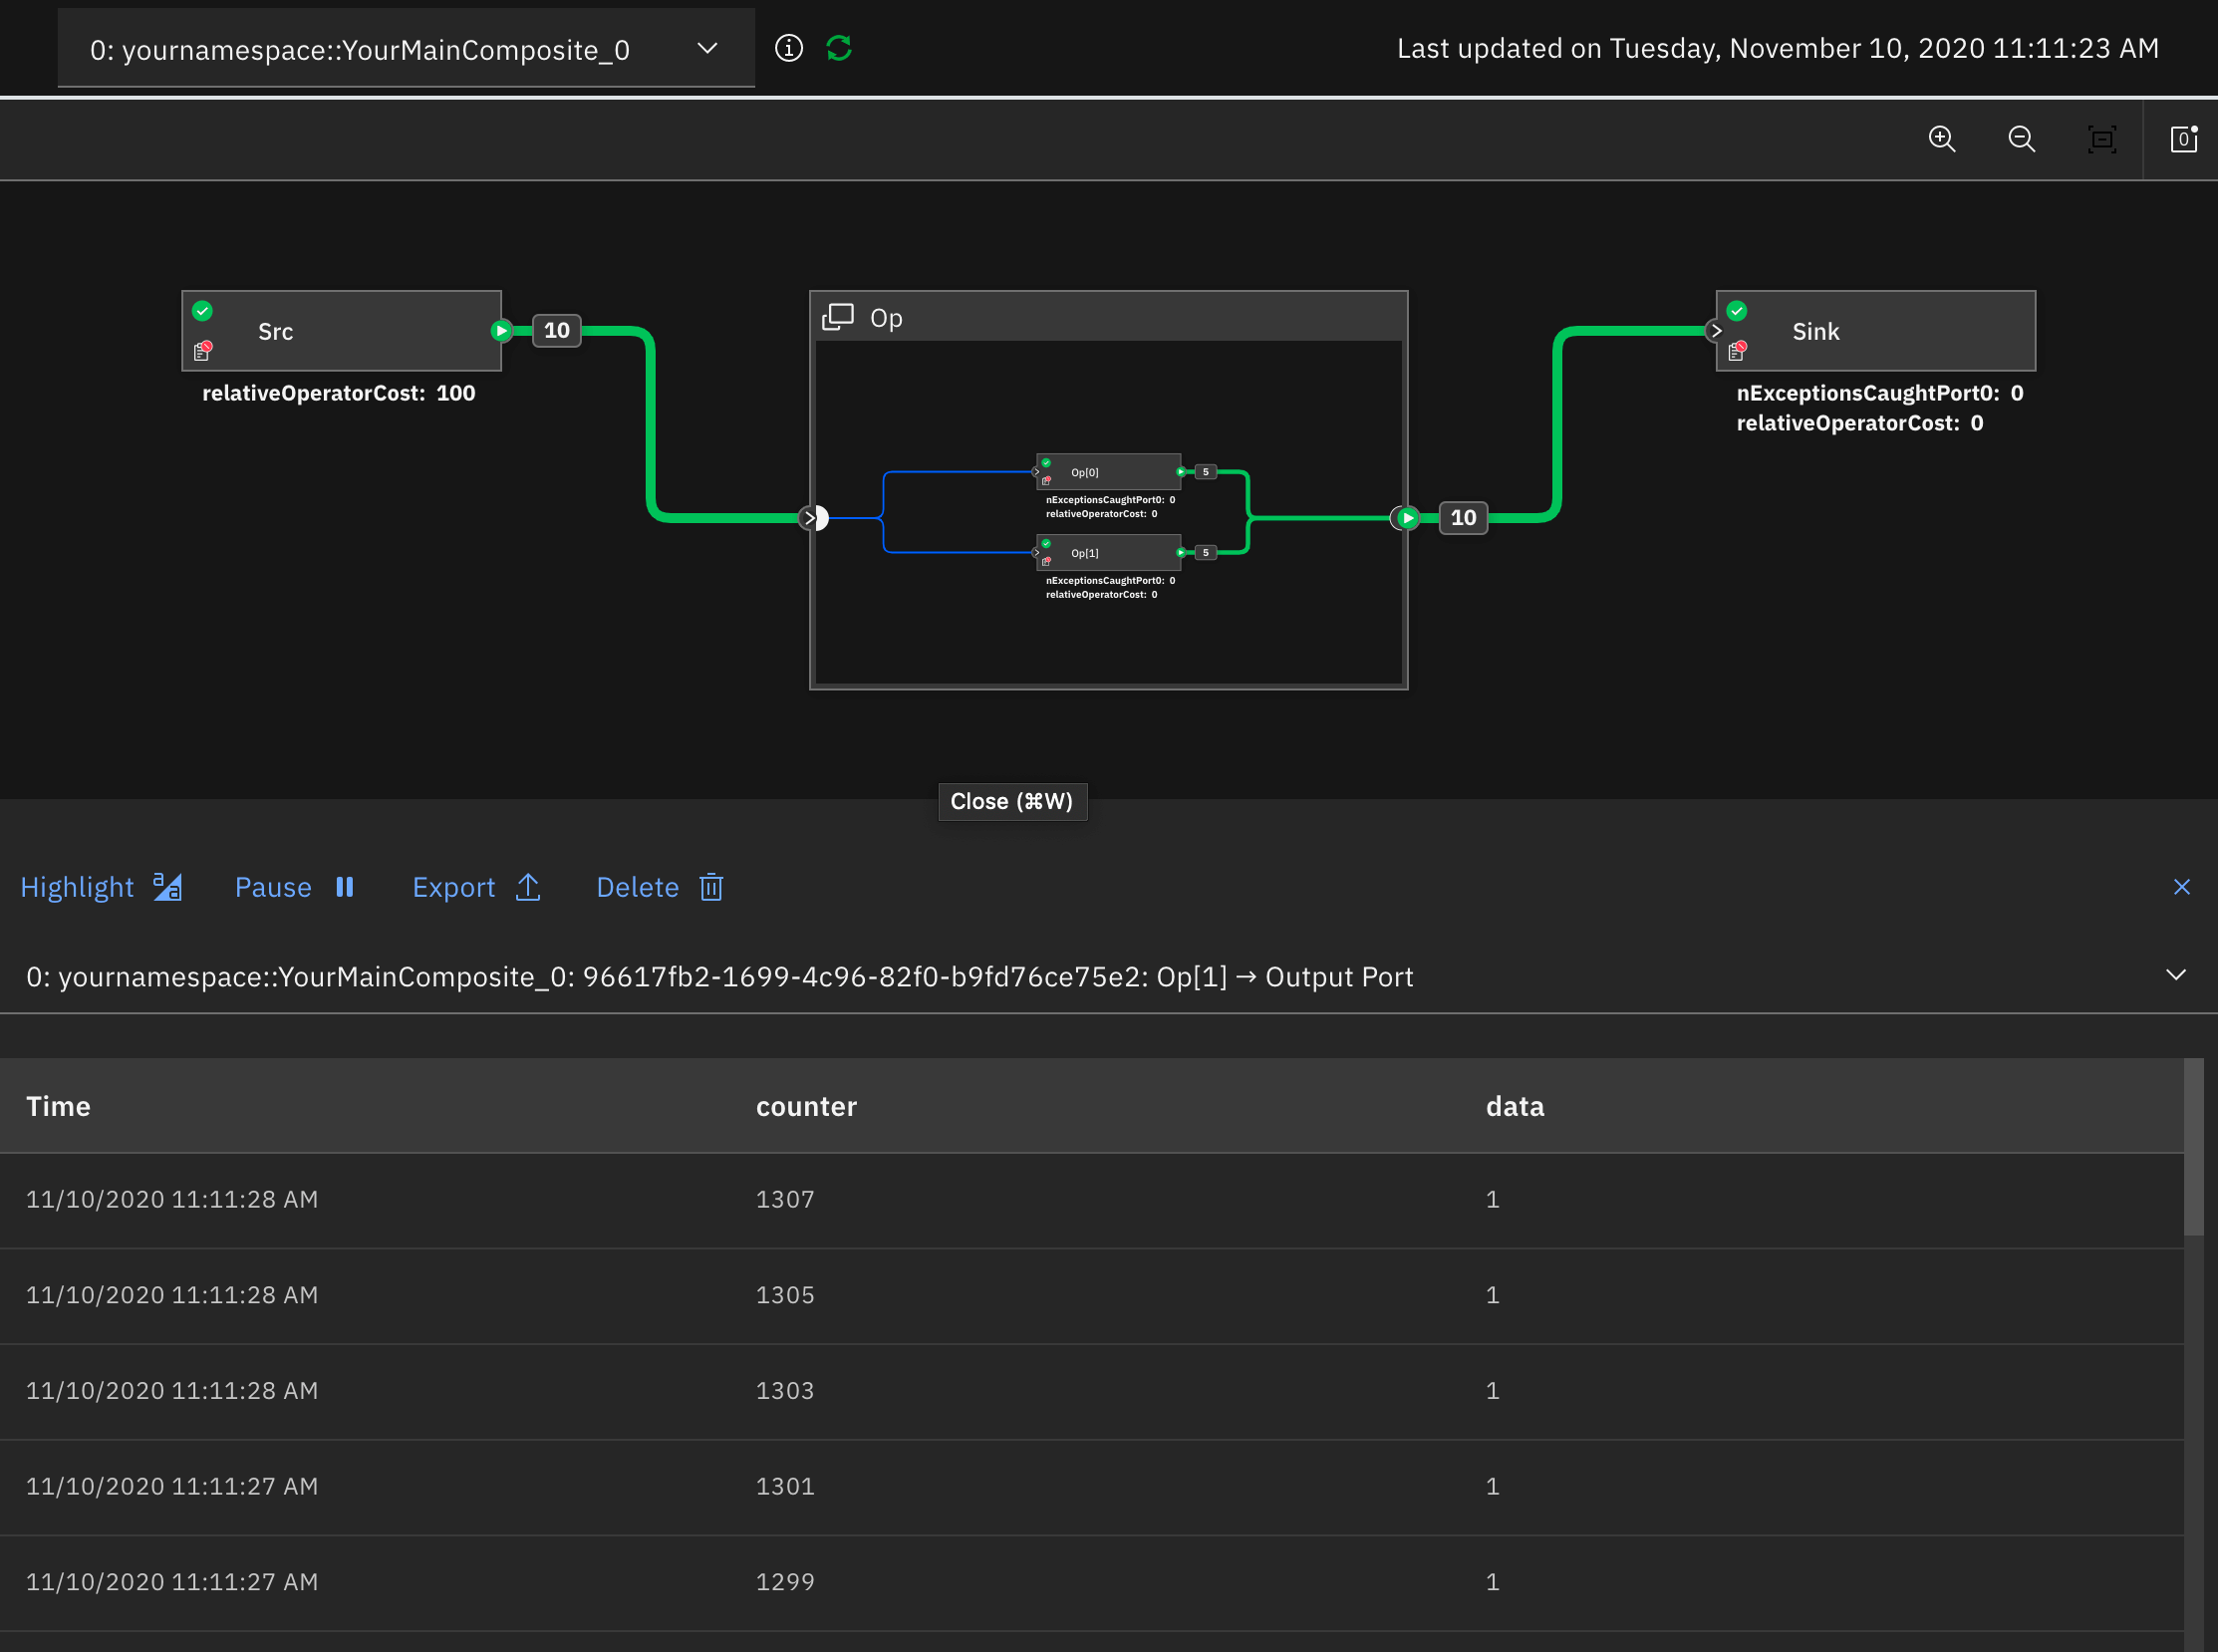 0: yournamespace::YourMainComposite_0
Last updated on Tuesday, November 10, 2020 11:11:23 AM
0
Src
10
relativeOperatorCost: 100
Op
Op[0]
5
nExceptionsCaughtPort0: 0
relativeOperatorCost: 0
Op[1]
5
nExceptionsCaughtPort0: 0
relativeOperatorCost: 0
10
Sink
nExceptionsCaughtPort0: 0
relativeOperatorCost: 0
Close (⌘W)
Highlight Pause Export Delete
0: yournamespace::YourMainComposite_0: 96617fb2-1699-4c96-82f0-b9fd76ce75e2: Op[1] → Output Port
Time counter data
11/10/2020 11:11:28 AM 1307 1
11/10/2020 11:11:28 AM 1305 1
11/10/2020 11:11:28 AM 1303 1
11/10/2020 11:11:27 AM 1301 1
11/10/2020 11:11:27 AM 1299 1